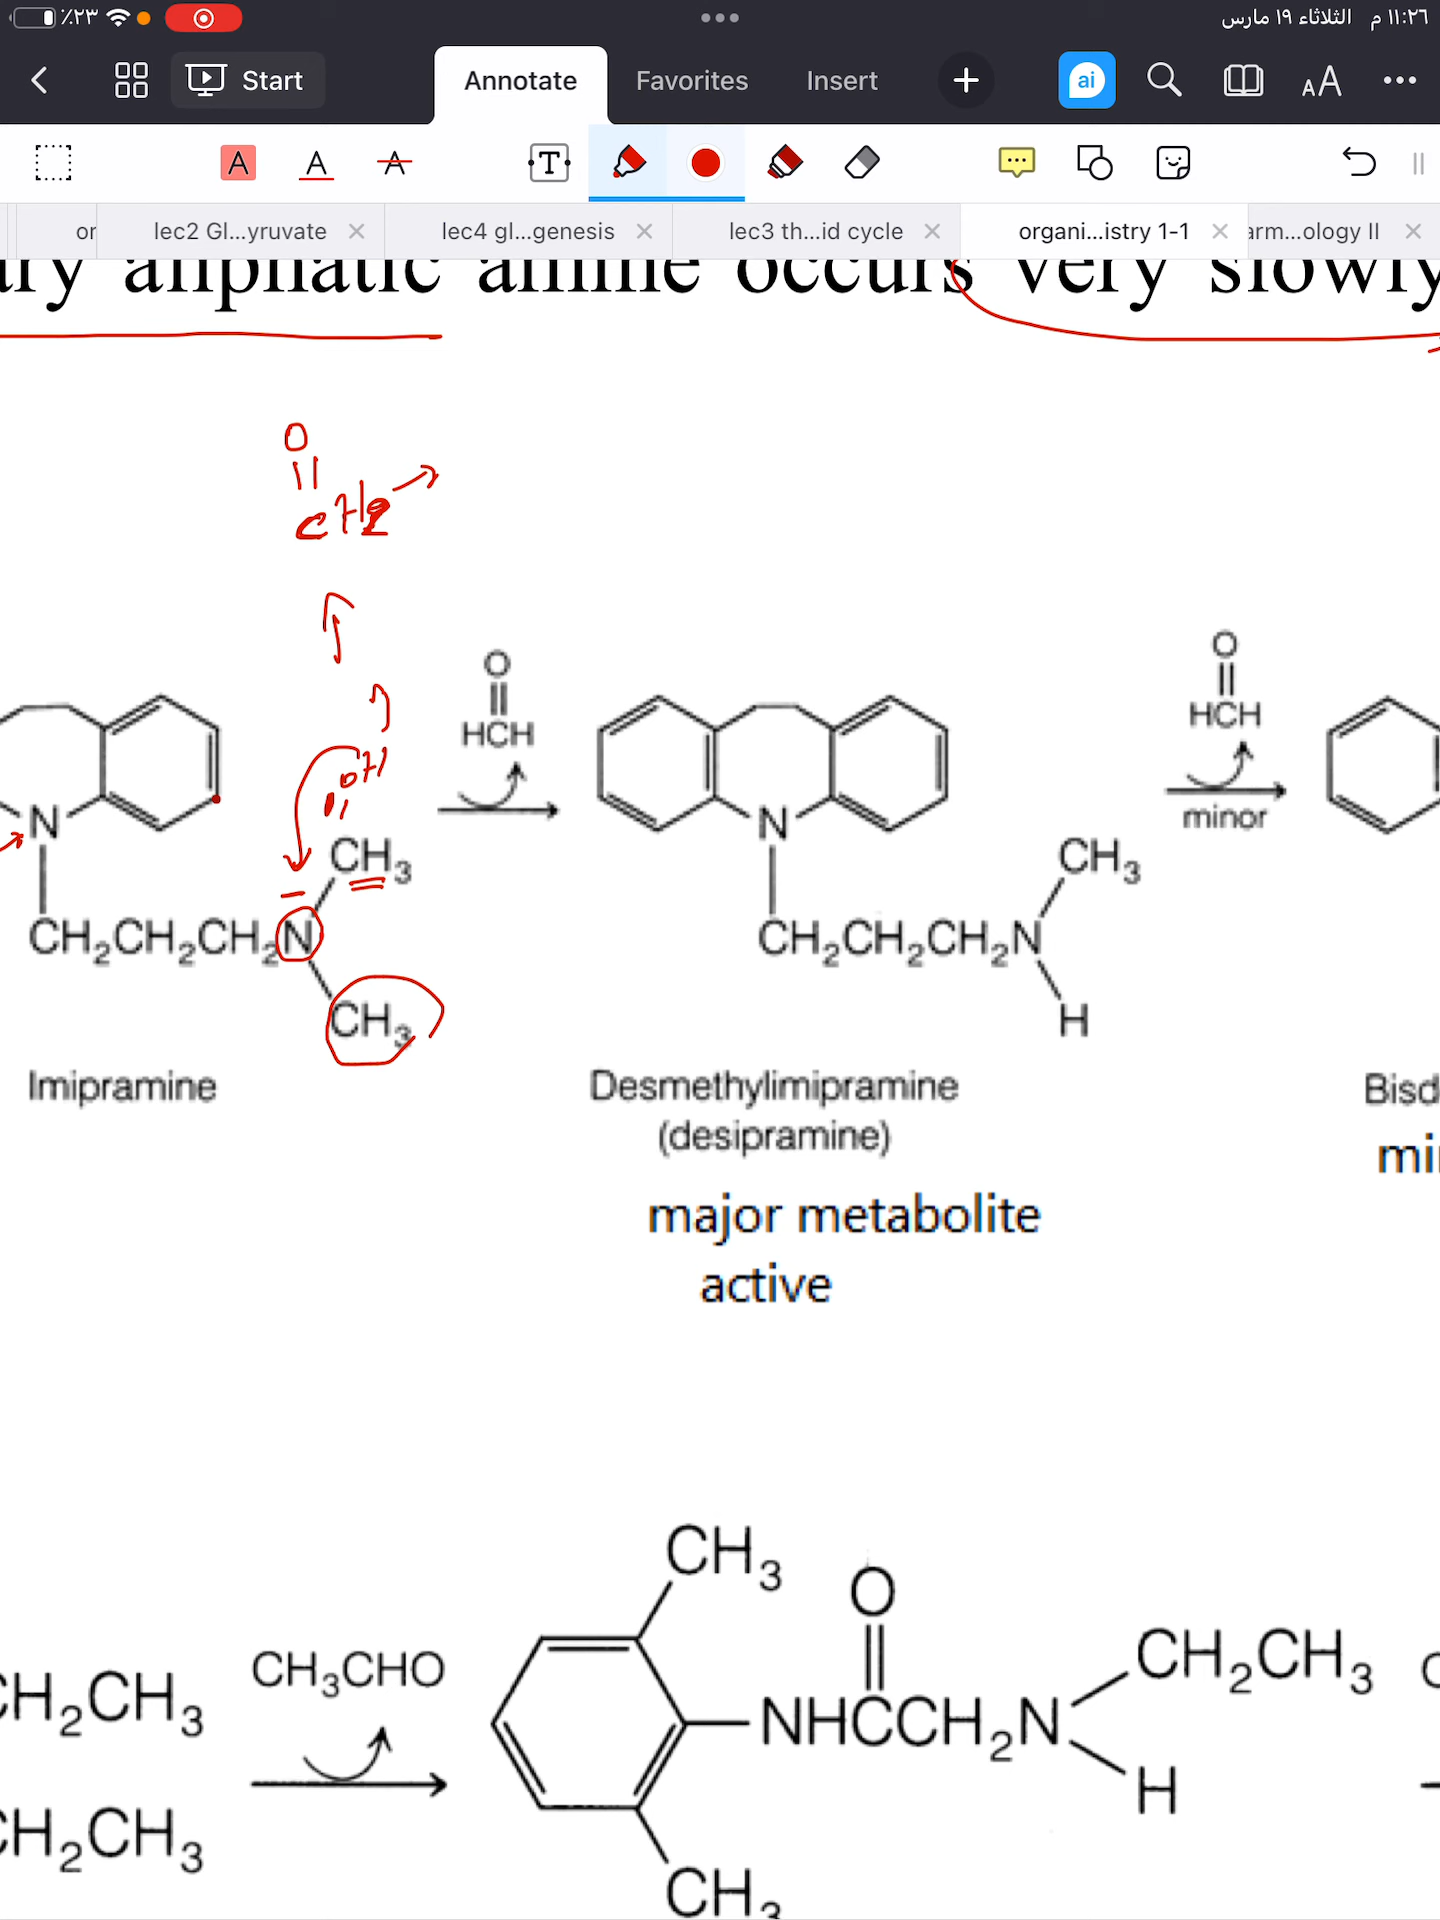 ٪٢٣
١١:٢٦ م الثلاثاء ١٩ مارس
Start
Annotate
Favorites
Insert
ai
AA
A A A T
or
lec2 Gl...yruvate
lec4 gl...genesis
lec3 th...id cycle
organi...istry 1-1
arm...ology II
ry aliphatic amine occurs very slowly
O
O
HCH
O
HCH
minor
OH
N
CH₃
CH₂CH₂CH₂N
CH₃
N
CH₃
CH₂CH₂CH₂N
H
Imipramine
Desmethylimipramine
(desipramine)
Bisd
major metabolite
mi
active
CH₃
O
CH₂CH₃
CH₃CHO
NHCCH₂N
CH₂CH₃
H
CH₂CH₃
CH₃